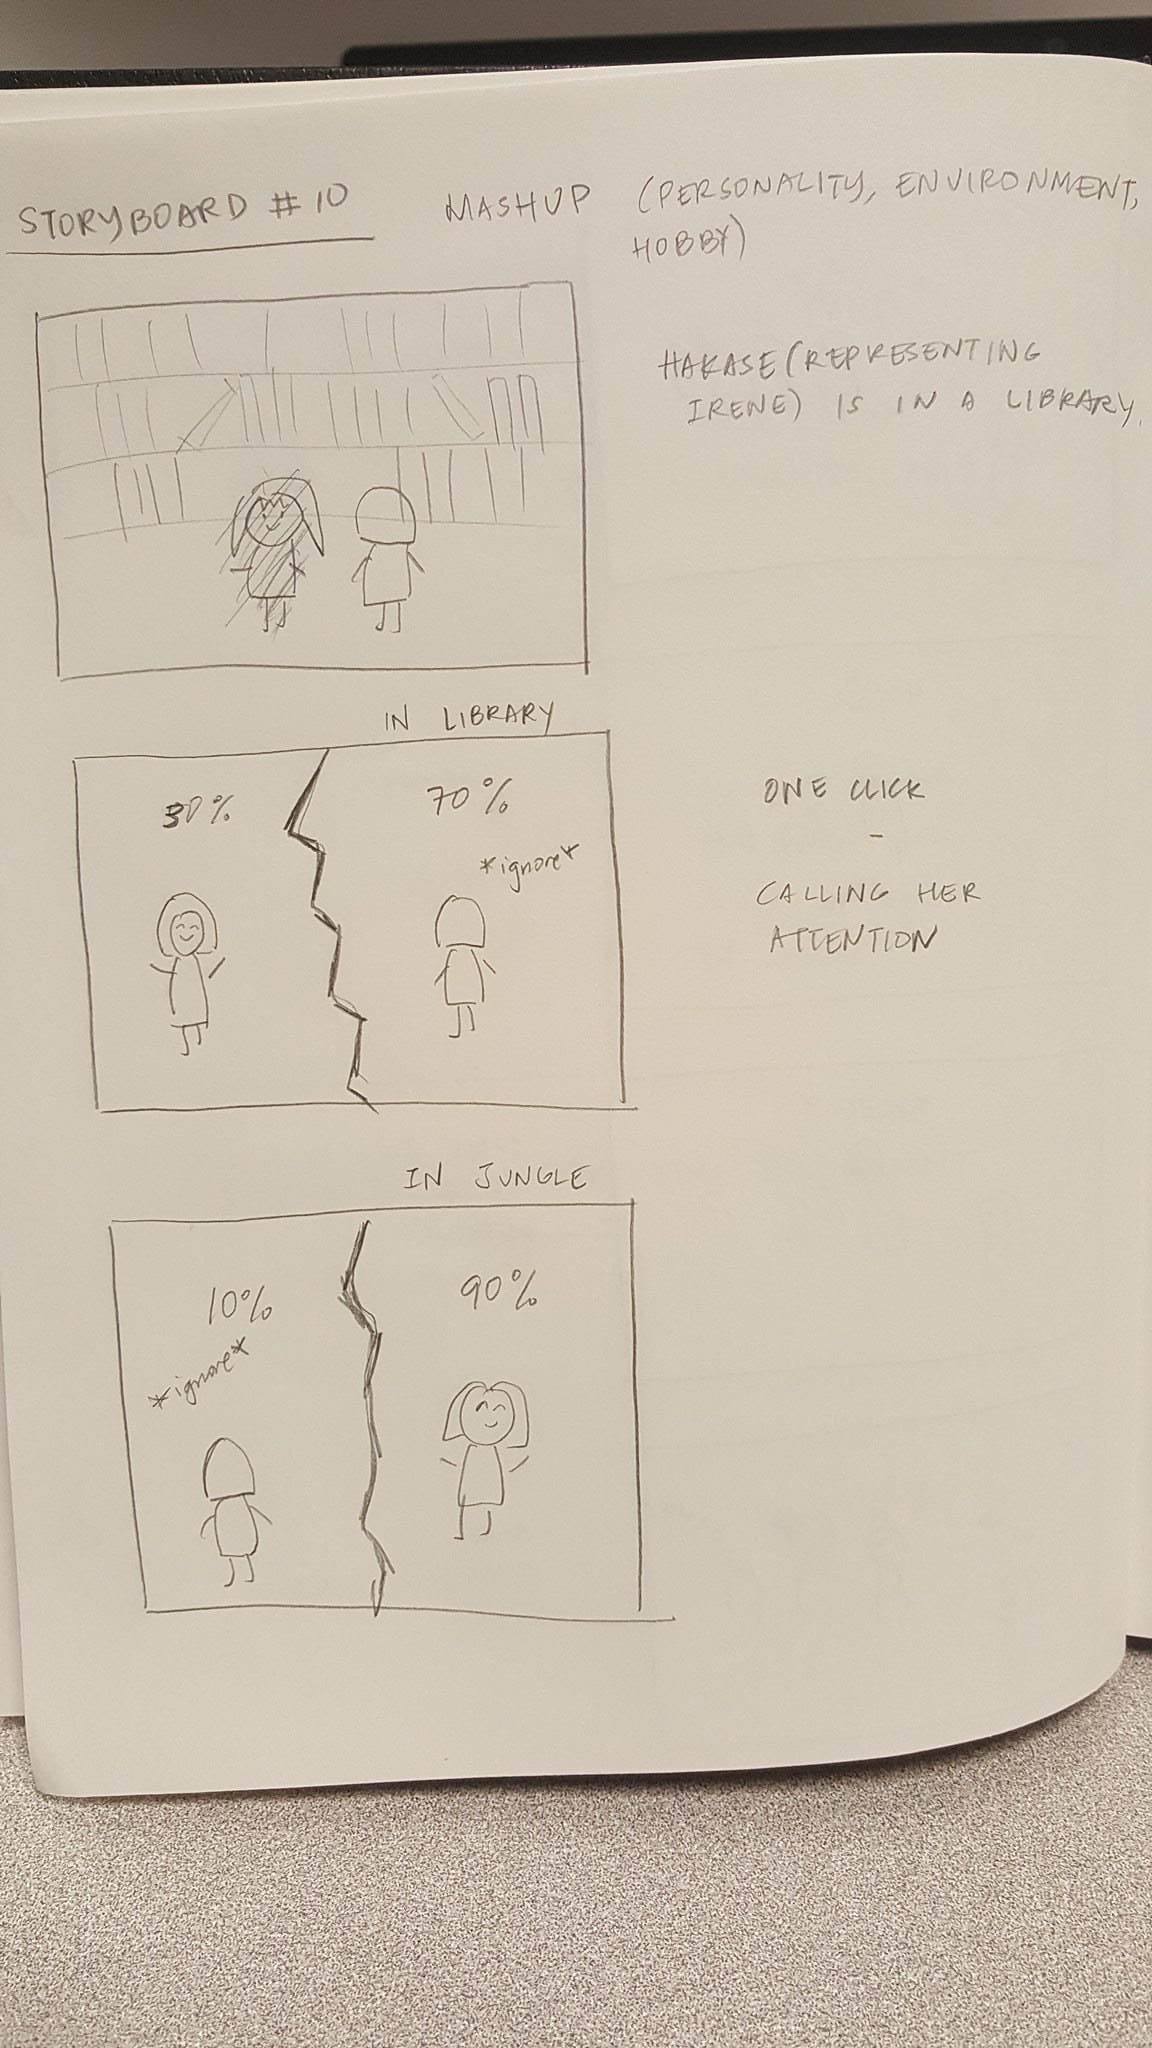 STORYBOARD #10
MASHUP (PERSONALITY, ENVIRONMENT,
HOBBY)
HAKASE (REPRESENTING
IRENE) IS IN A LIBRARY.
IN LIBRARY
30%
70%
*ignore*
ONE CLICK
-
CALLING HER
ATTENTION
IN JUNGLE
10%
*ignore*
90%